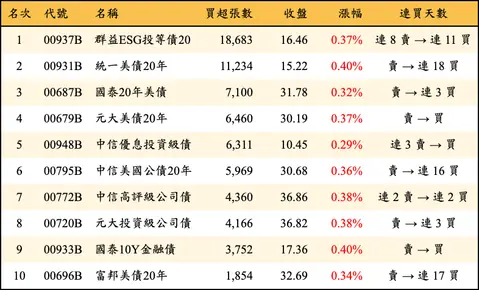 名次 代號 名稱 買超張數 收盤 漲幅 連買天數
1 00937B 群益ESG投等債20 18,683 16.46 0.37% 連 8 賣 → 連 11 買
2 00931B 統一美債20年 11,234 15.22 0.40% 賣 → 連 18 買
3 00687B 國泰20年美債 7,100 31.78 0.32% 賣 → 連 3 買
4 00679B 元大美債20年 6,460 30.19 0.37% 賣 → 買
5 00948B 中信優息投資級債 6,311 10.45 0.29% 連 3 賣 → 買
6 00795B 中信美國公債20年 5,969 30.68 0.36% 賣 → 連 16 買
7 00772B 中信高評級公司債 4,360 36.86 0.38% 連 2 賣 → 連 2 買
8 00720B 元大投資級公司債 4,166 36.82 0.38% 賣 → 連 3 買
9 00933B 國泰10Y金融債 3,752 17.36 0.40% 賣 → 買
10 00696B 富邦美債20年 1,854 32.69 0.34% 賣 → 連 17 買